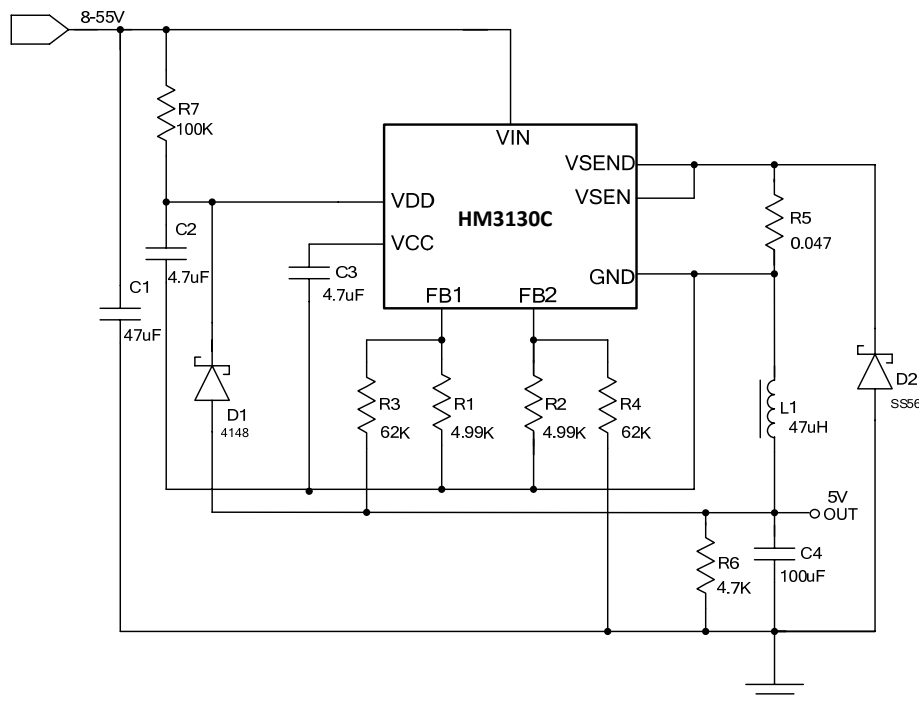 8-55V
R7
100K
VIN
VSEND
VSEN
VDD
HM3130C
R5
0.047
C2
4.7uF
VCC
C3
4.7uF
GND
C1
47uF
FB1
FB2
D1
4148
R3
62K
R1
4.99K
R2
4.99K
R4
62K
L1
47uH
D2
SS56
5V
OUT
R6
4.7K
C4
100uF